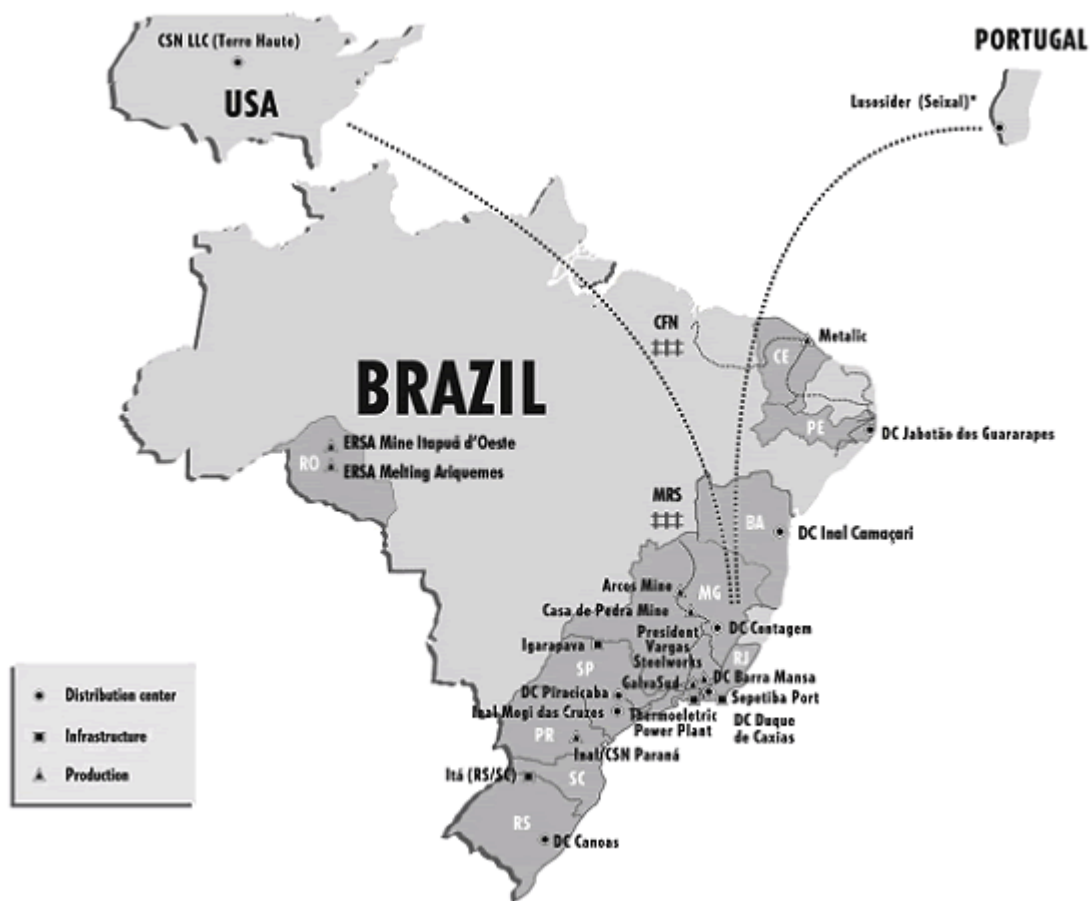 CSN LLC (Terre Haute)
USA
PORTUGAL
Lusosider (Seixal)*
CFN
Metalic
CE
BRAZIL
PE
DC Jabotão dos Guararapes
ERSA Mine Itapuã d'Oeste
RO
ERSA Melting Ariquemes
MRS
BA
DC Inal Camaçari
Arcos Mine
MG
Casa de Pedra Mine
President
Vargas
Steelworks
DC Contagem
Igarapava
RJ
SP
GalvaSud
DC Barra Mansa
DC Piracicaba
Sepetiba Port
Inal Mogi das Cruzes
Thermoeletric
Power Plant
DC Duque
de Caxias
PR
Inal/CSN Paraná
Itá (RS/SC)
SC
RS
DC Canoas
Distribution center
Infrastructure
Production